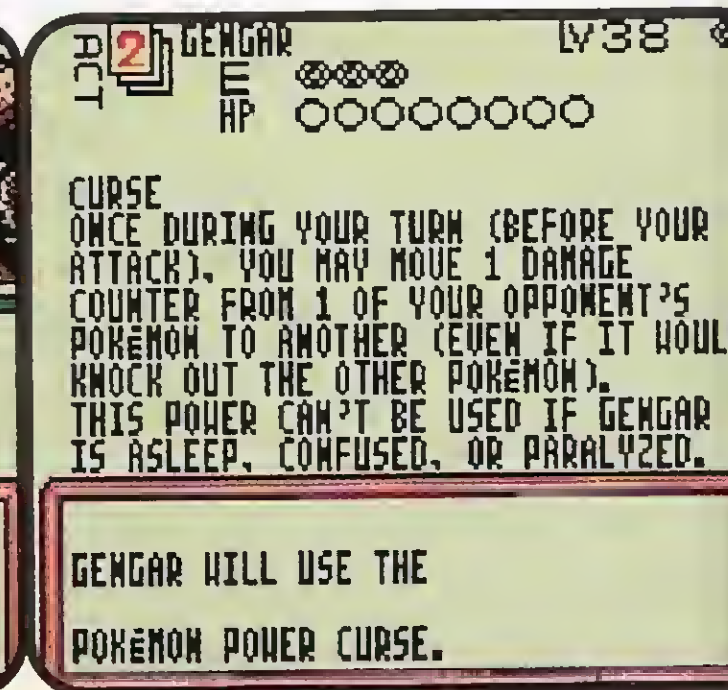 ACT 2 GENGAR LV38
E
HP
CURSE
ONCE DURING YOUR TURN (BEFORE YOUR
ATTACK), YOU MAY MOVE 1 DAMAGE
COUNTER FROM 1 OF YOUR OPPONENT'S
POKéMON TO ANOTHER (EVEN IF IT WOUL
KNOCK OUT THE OTHER POKéMON).
THIS POWER CAN'T BE USED IF GENGAR
IS ASLEEP, CONFUSED, OR PARALYZED.
GENGAR WILL USE THE
POKéMON POWER CURSE.